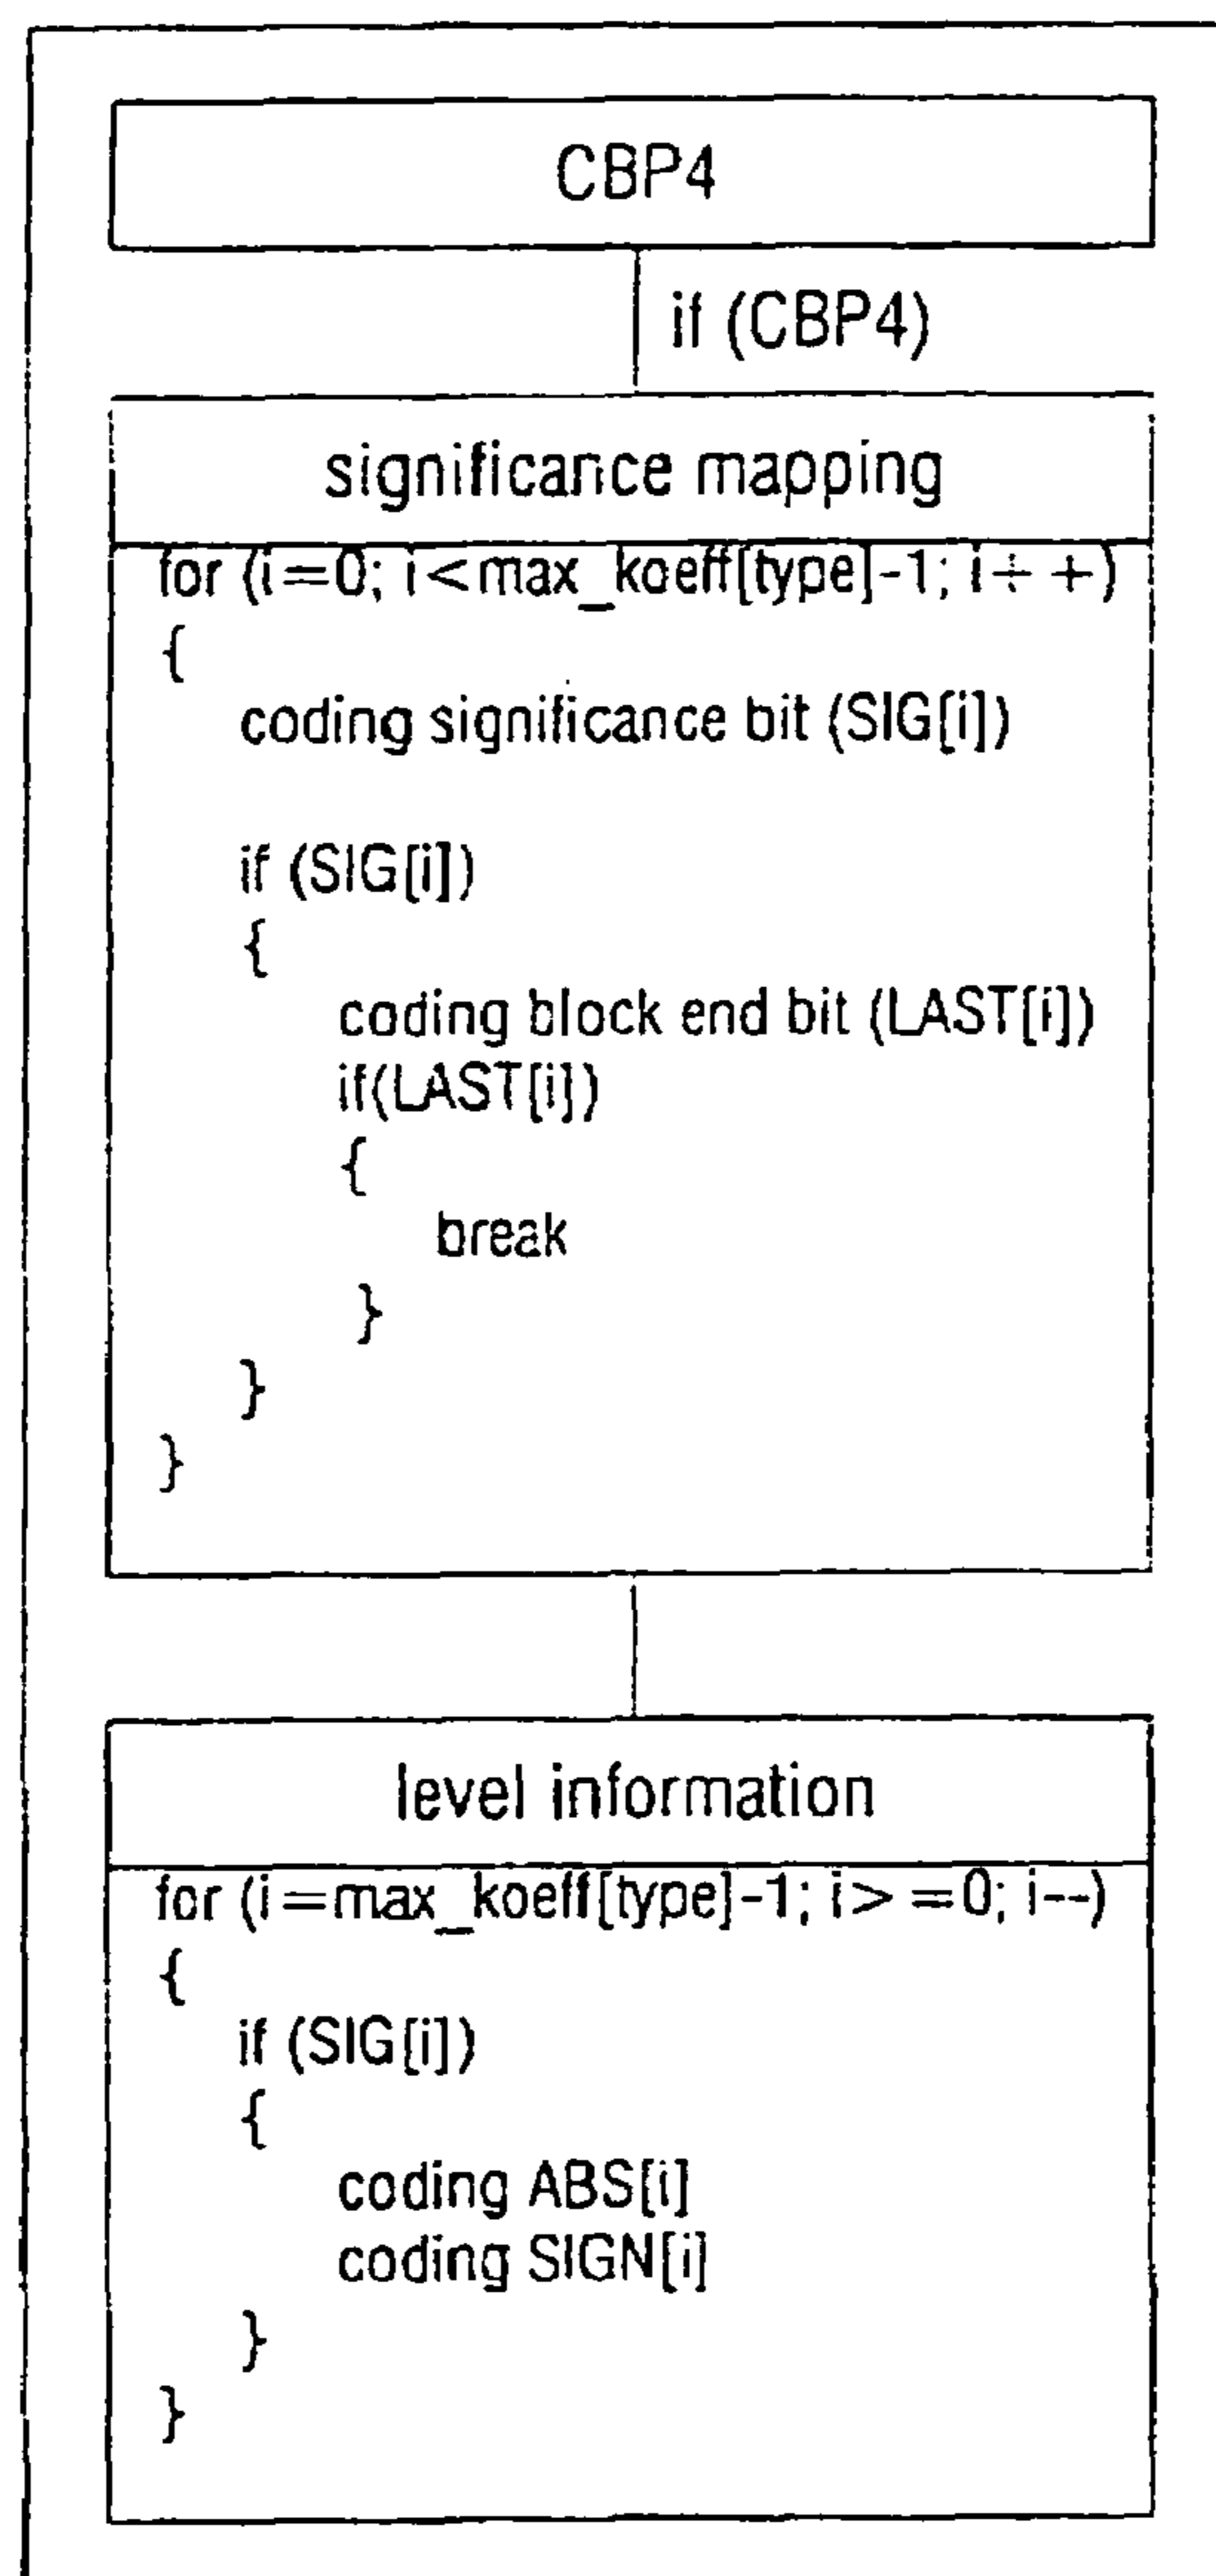 CBP4
if (CBP4)
significance mapping
for (i=0; i<max_koeff[type]-1; i++)
{
coding significance bit (SIG[i])
if (SIG[i])
{
coding block end bit (LAST[i])
if(LAST[i])
{
break
}
}
}
level information
for (i=max_koeff[type]-1; i>=0; i--)
{
if (SIG[i])
{
coding ABS[i]
coding SIGN[i]
}
}